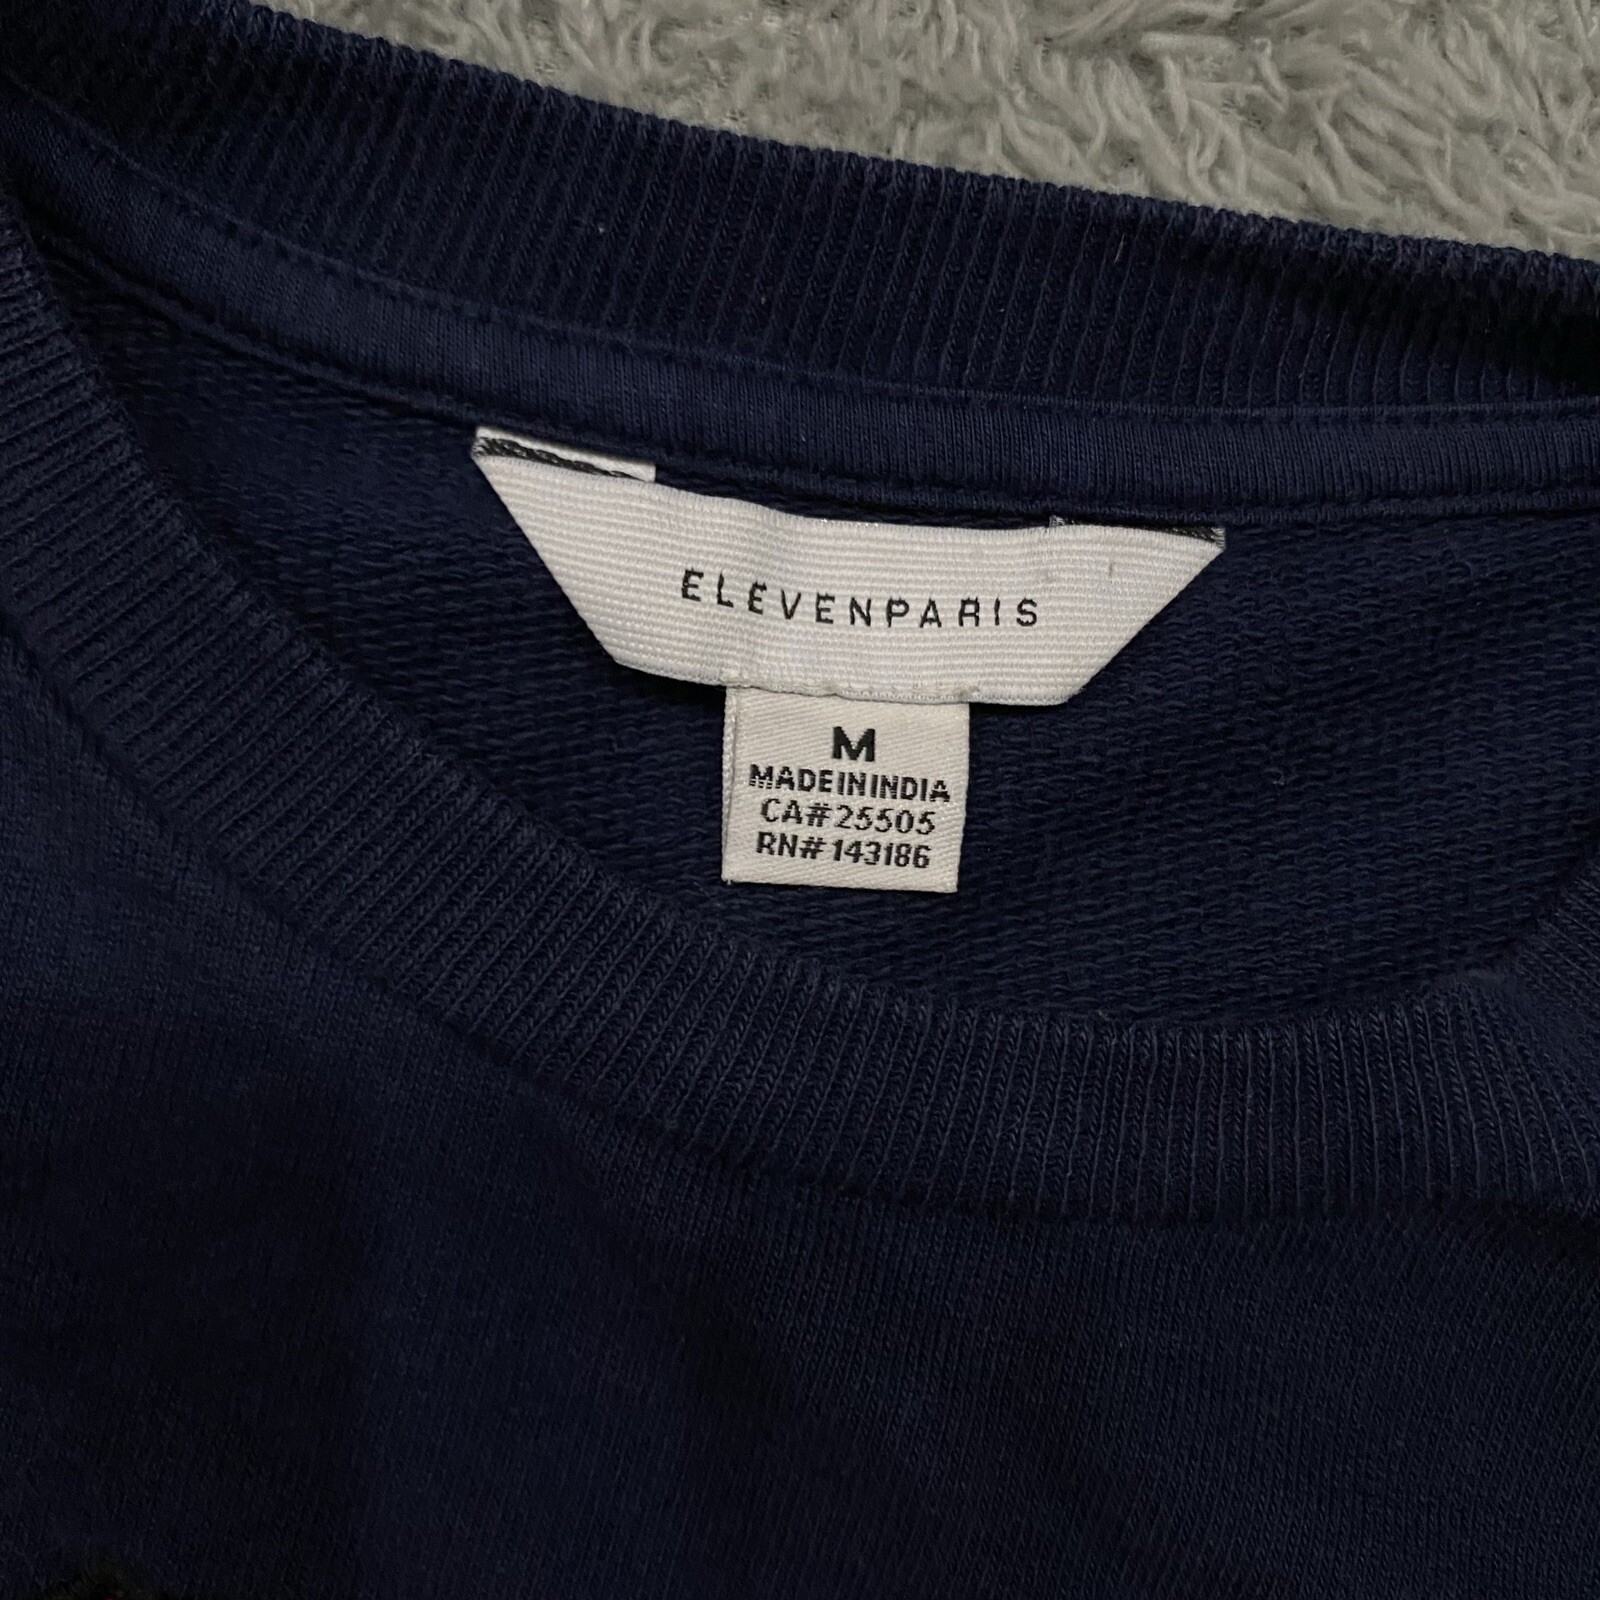 ELEVENPARIS
M
MADEININDIA
CA#25505
RN#143186